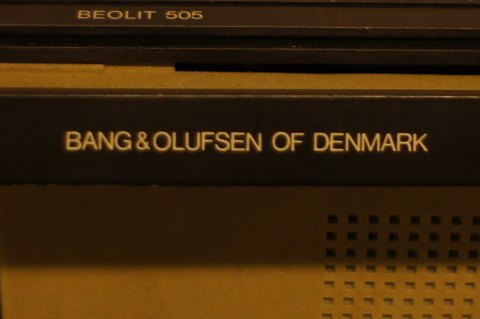 BEOLIT 505
BANG&OLUFSEN OF DENMARK